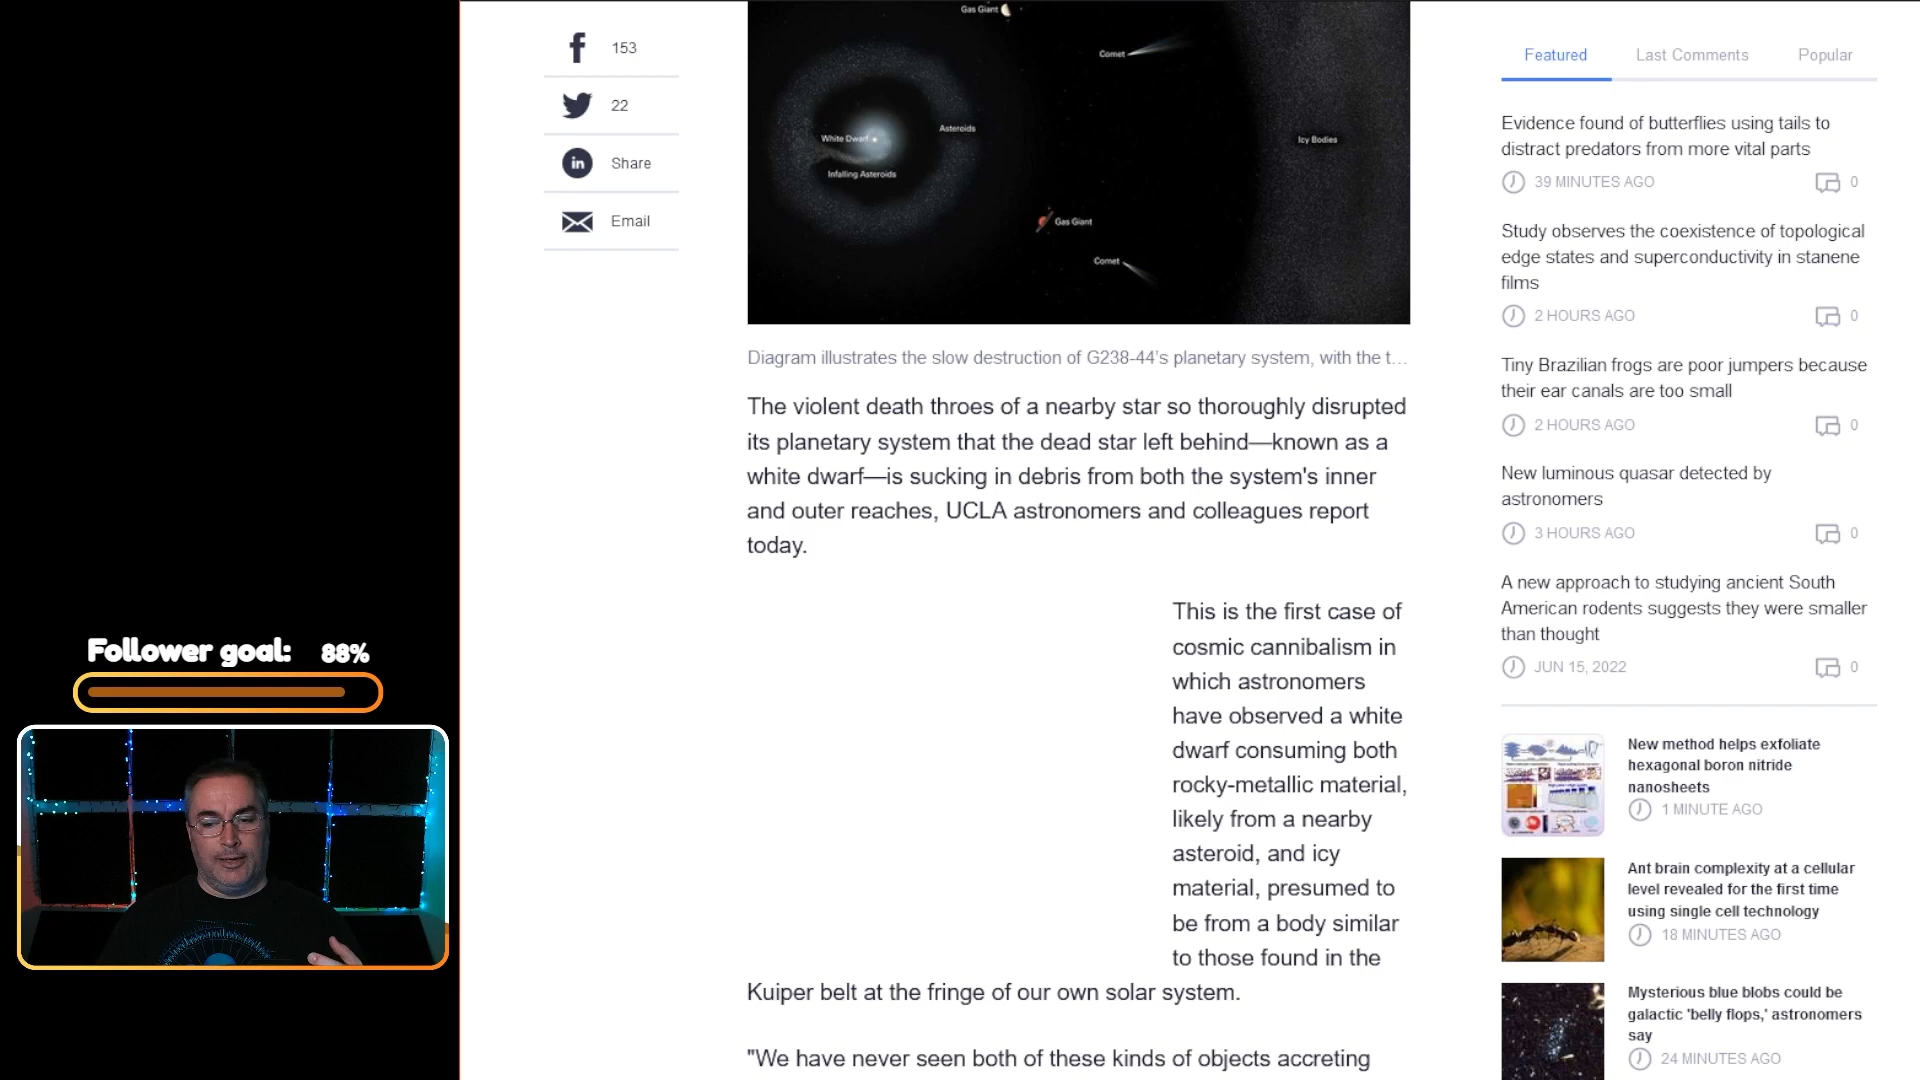 153
22
Share
Email
Gas Giant
Comet
White Dwarf
Asteroids
Icy Bodies
Infalling Asteroids
Gas Giant
Comet
Diagram illustrates the slow destruction of G238-44's planetary system, with the t…
The violent death throes of a nearby star so thoroughly disrupted
its planetary system that the dead star left behind—known as a
white dwarf—is sucking in debris from both the system's inner
and outer reaches, UCLA astronomers and colleagues report
today.
This is the first case of
cosmic cannibalism in
which astronomers
have observed a white
dwarf consuming both
rocky-metallic material,
likely from a nearby
asteroid, and icy
material, presumed to
be from a body similar
to those found in the
Kuiper belt at the fringe of our own solar system.
"We have never seen both of these kinds of objects accreting
Featured Last Comments Popular
Evidence found of butterflies using tails to
distract predators from more vital parts
39 MINUTES AGO 0
Study observes the coexistence of topological
edge states and superconductivity in stanene
films
2 HOURS AGO 0
Tiny Brazilian frogs are poor jumpers because
their ear canals are too small
2 HOURS AGO 0
New luminous quasar detected by
astronomers
3 HOURS AGO 0
A new approach to studying ancient South
American rodents suggests they were smaller
than thought
JUN 15, 2022 0
New method helps exfoliate
hexagonal boron nitride
nanosheets
1 MINUTE AGO
Ant brain complexity at a cellular
level revealed for the first time
using single cell technology
18 MINUTES AGO
Mysterious blue blobs could be
galactic 'belly flops,' astronomers
say
24 MINUTES AGO
Follower goal: 88%